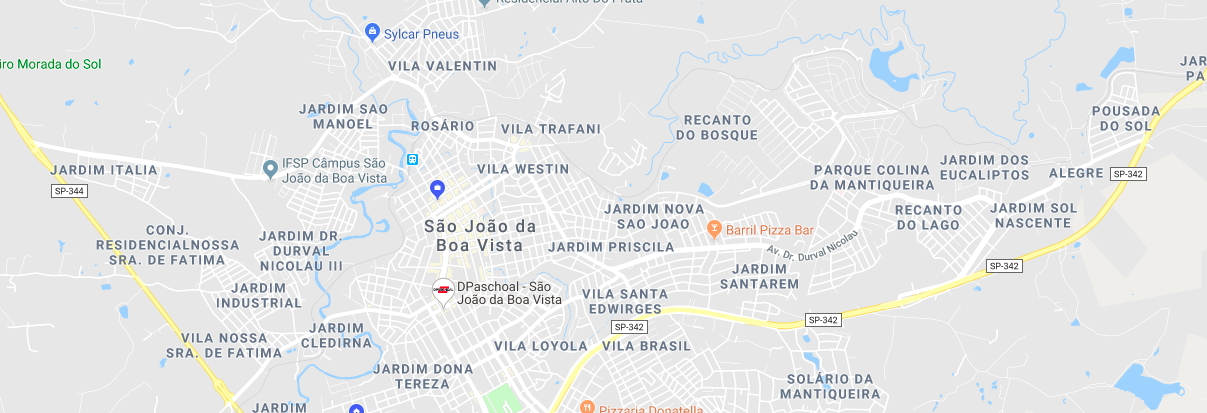 Residencial Alto Do Prata
Sylcar Pneus
iro Morada do Sol
VILA VALENTIN
JAR
PA
JARDIM SAO
MANOEL
ROSÁRIO
VILA TRAFANI
RECANTO
DO BOSQUE
POUSADA
DO SOL
IFSP Câmpus São
João da Boa Vista
JARDIM ITALIA
VILA WESTIN
PARQUE COLINA
DA MANTIQUEIRA
JARDIM DOS
EUCALIPTOS
ALEGRE
SP-342
SP-344
São João da
Boa Vista
JARDIM NOVA
SAO JOAO
Barril Pizza Bar
RECANTO
DO LAGO
JARDIM SOL
NASCENTE
CONJ.
RESIDENCIALNOSSA
SRA. DE FATIMA
JARDIM DR.
DURVAL
NICOLAU III
JARDIM PRISCILA
Av. Dr. Durval Nicolau
JARDIM
SANTAREM
SP-342
JARDIM
INDUSTRIAL
DPaschoal - São
João da Boa Vista
VILA SANTA
EDWIRGES
SP-342
SP-342
VILA NOSSA
SRA. DE FATIMA
JARDIM
CLEDIRNA
VILA LOYOLA
VILA BRASIL
JARDIM DONA
TEREZA
SOLÁRIO DA
MANTIQUEIRA
JARDIM
Pizzaria Donatella